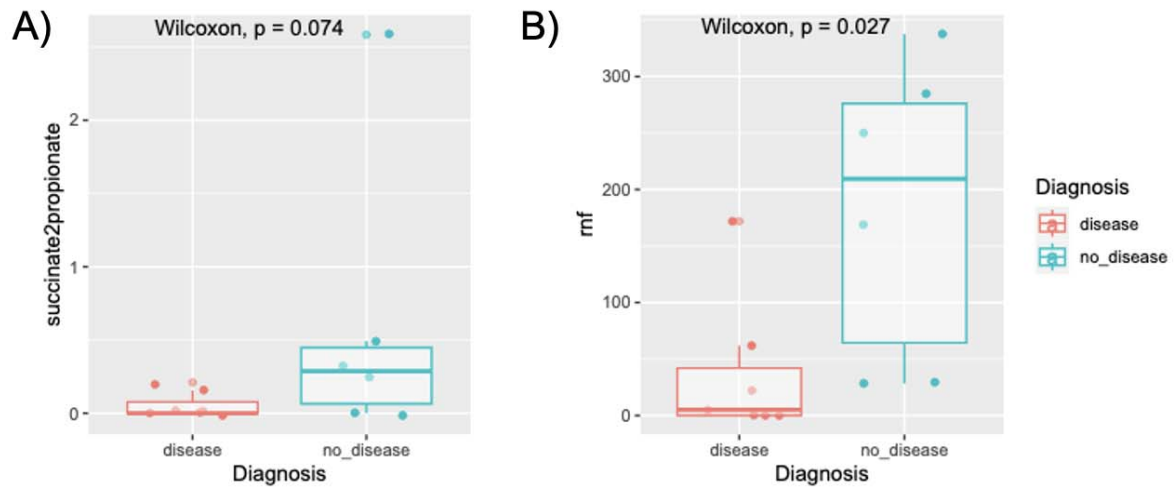 A)
Wilcoxon, p = 0.074
succinate2propionate
2
1
0
disease
no_disease
Diagnosis
B)
Wilcoxon, p = 0.027
rnf
300
200
100
0
disease
no_disease
Diagnosis
Diagnosis
disease
no_disease